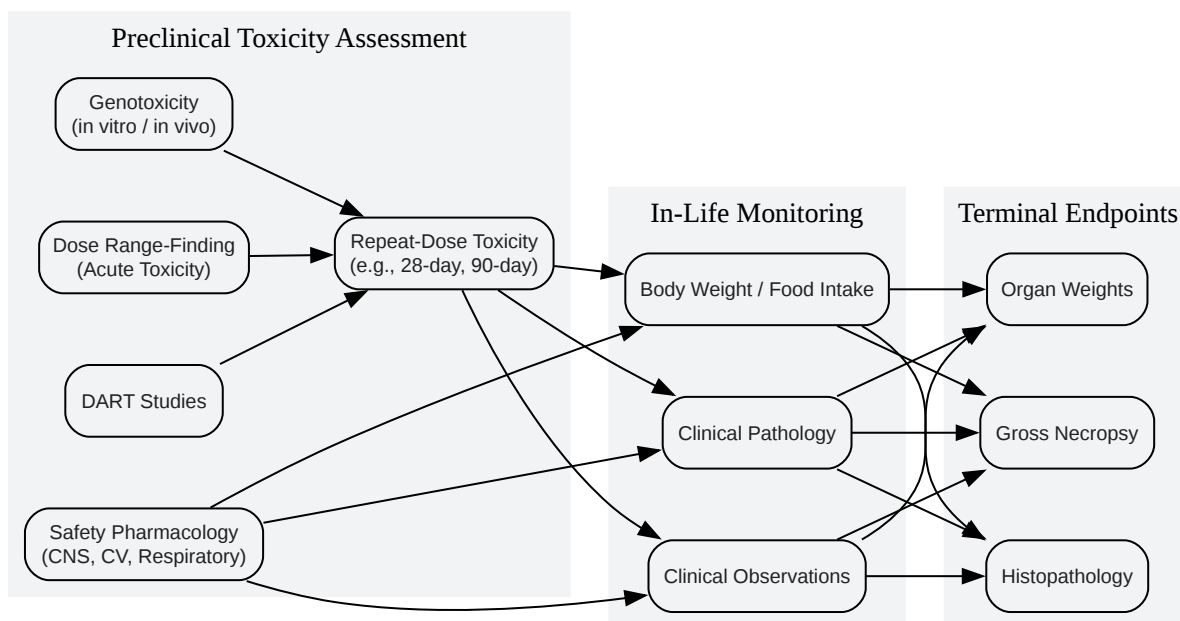 Preclinical Toxicity Assessment
Genotoxicity
(in vitro / in vivo)
Dose Range-Finding
(Acute Toxicity)
DART Studies
Safety Pharmacology
(CNS, CV, Respiratory)
Repeat-Dose Toxicity
(e.g., 28-day, 90-day)
In-Life Monitoring
Body Weight / Food Intake
Clinical Pathology
Clinical Observations
Terminal Endpoints
Organ Weights
Gross Necropsy
Histopathology